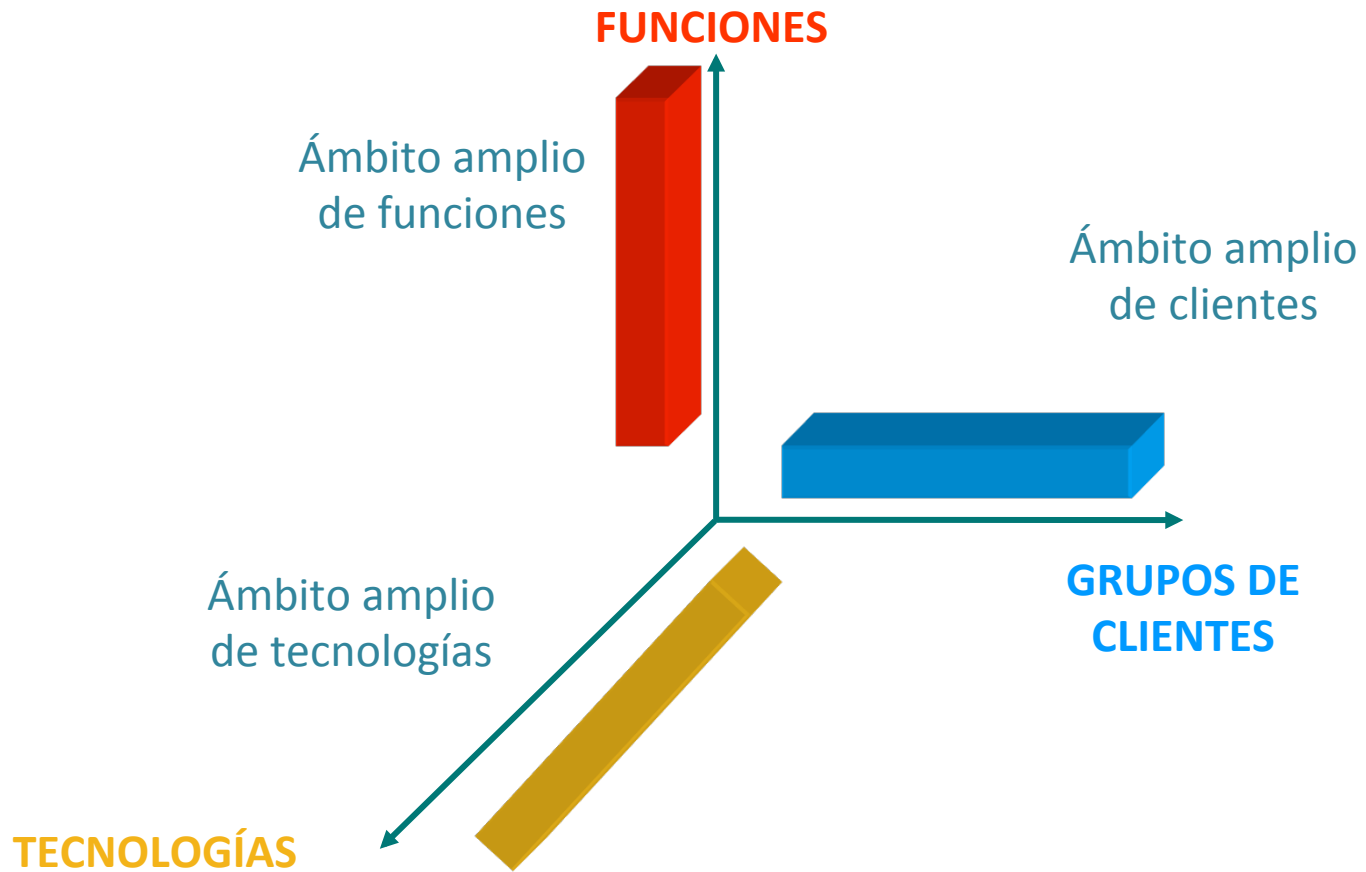 FUNCIONES
Ámbito amplio
de funciones
Ámbito amplio
de clientes
Ámbito amplio
de tecnologías
GRUPOS DE
CLIENTES
TECNOLOGÍAS